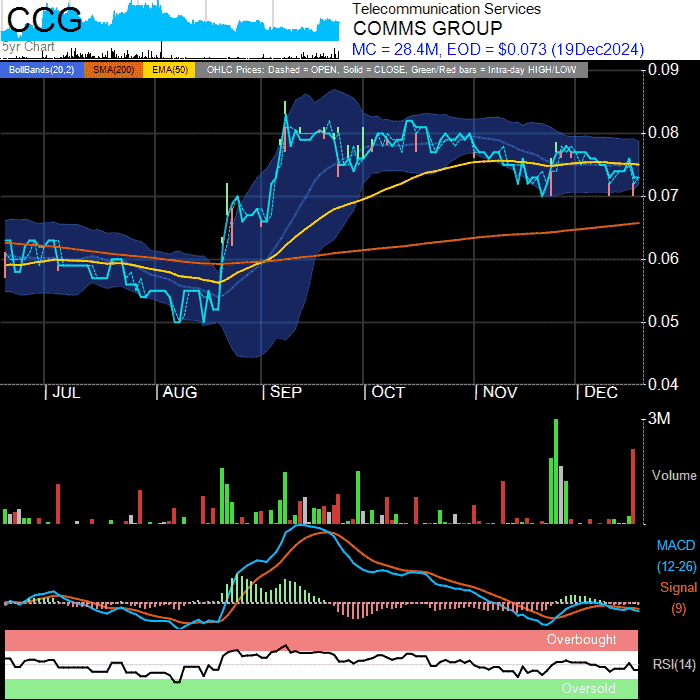 CCG
5yr Chart
Telecommunication Services
COMMS GROUP
MC = 28.4M, EOD = $0.073 (19Dec2024)
BollBands(20,2) SMA(200) EMA(50) OHLC Prices: Dashed = OPEN, Solid = CLOSE, Green/Red bars = Intra-day HIGH/LOW
0.09
0.08
0.07
0.06
0.05
0.04
JUL AUG SEP OCT NOV DEC
3M
Volume
MACD
(12-26)
Signal
(9)
Overbought
RSI(14)
Oversold